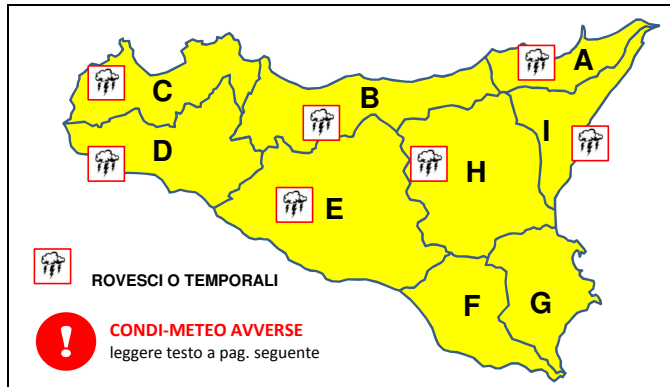 A
C
B
I
D
H
E
F
G
ROVESCI O TEMPORALI
!
CONDI-METEO AVVERSE
leggere testo a pag. seguente